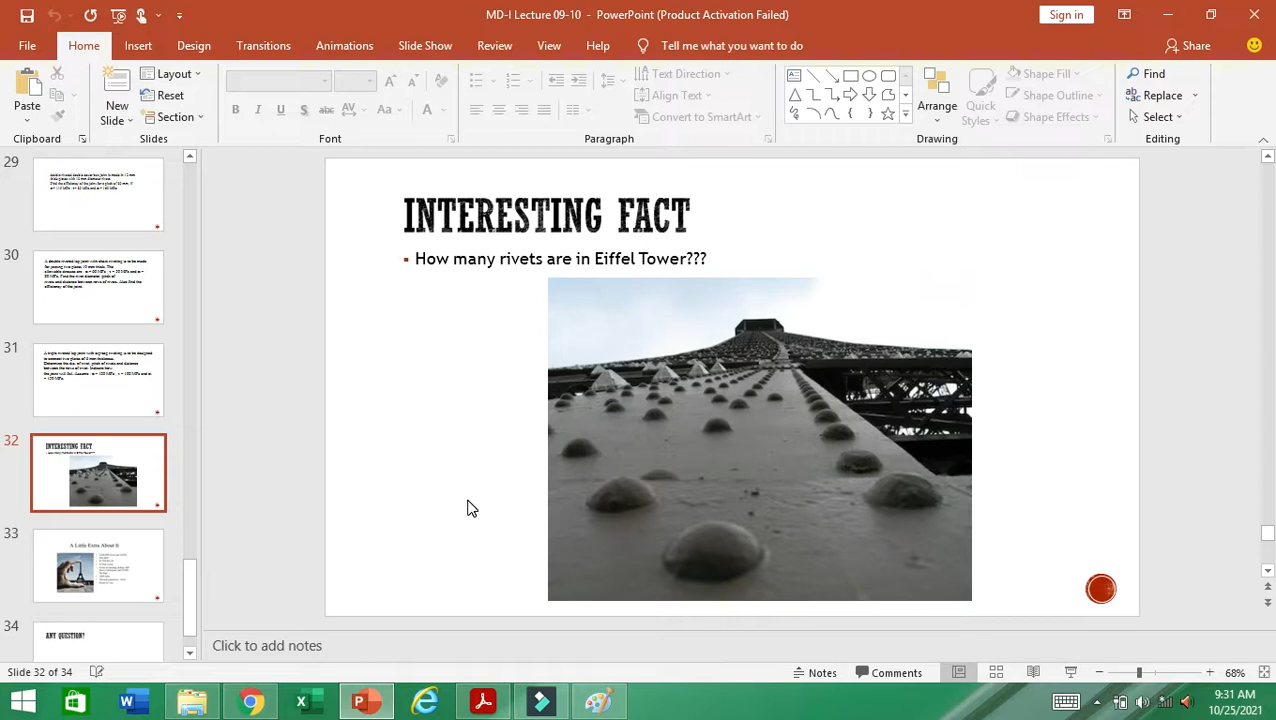 MD-I Lecture 09-10 - PowerPoint (Product Activation Failed)
Sign in
File Home Insert Design Transitions Animations Slide Show Review View Help Tell me what you want to do Share
Paste
New Slide
Layout
Reset
Section
B I U S abc AV Aa A
Text Direction
Align Text
Convert to SmartArt
Arrange
Quick Styles
Shape Fill
Shape Outline
Shape Effects
Find
Replace
Select
Clipboard Slides Font Paragraph Drawing Editing
29
30
31
32
INTERESTING FACT
33
A Little Extra About It
34
ANY QUESTION?
INTERESTING FACT
How many rivets are in Eiffel Tower???
Click to add notes
Slide 32 of 34
Notes Comments 68%
9:31 AM
10/25/2021